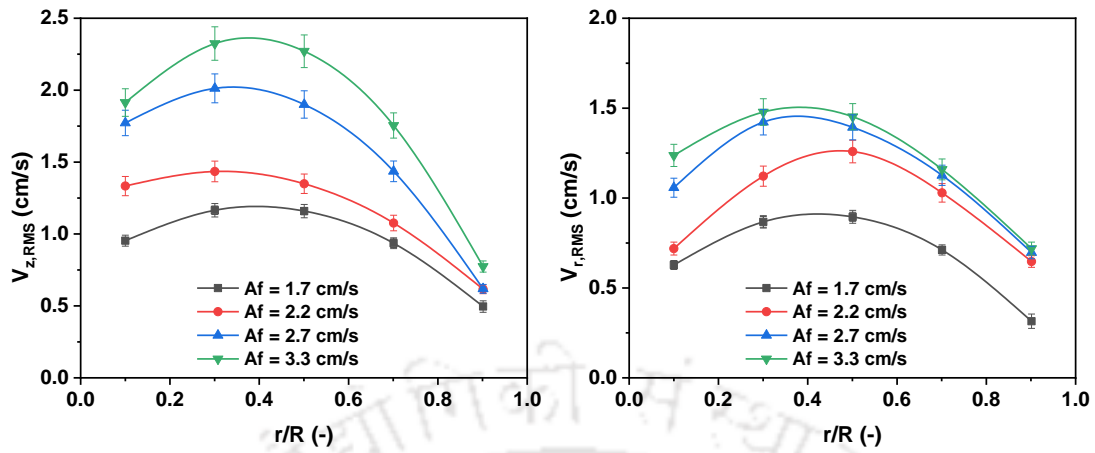 2.5
2.0
1.5
1.0
0.5
0.0
V_z,RMS (cm/s)
Af = 1.7 cm/s
Af = 2.2 cm/s
Af = 2.7 cm/s
Af = 3.3 cm/s
0.0 0.2 0.4 0.6 0.8 1.0
r/R (-)
2.0
1.5
1.0
0.5
0.0
V_r,RMS (cm/s)
Af = 1.7 cm/s
Af = 2.2 cm/s
Af = 2.7 cm/s
Af = 3.3 cm/s
0.0 0.2 0.4 0.6 0.8 1.0
r/R (-)